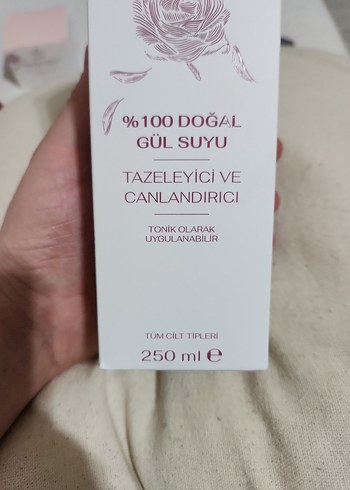 %100 DOĞAL
GÜL SUYU
TAZELEYİCİ VE
CANLANDIRICI
TONİK OLARAK
UYGULANABİLİR
TÜM CİLT TİPLERİ
250 ml ℮